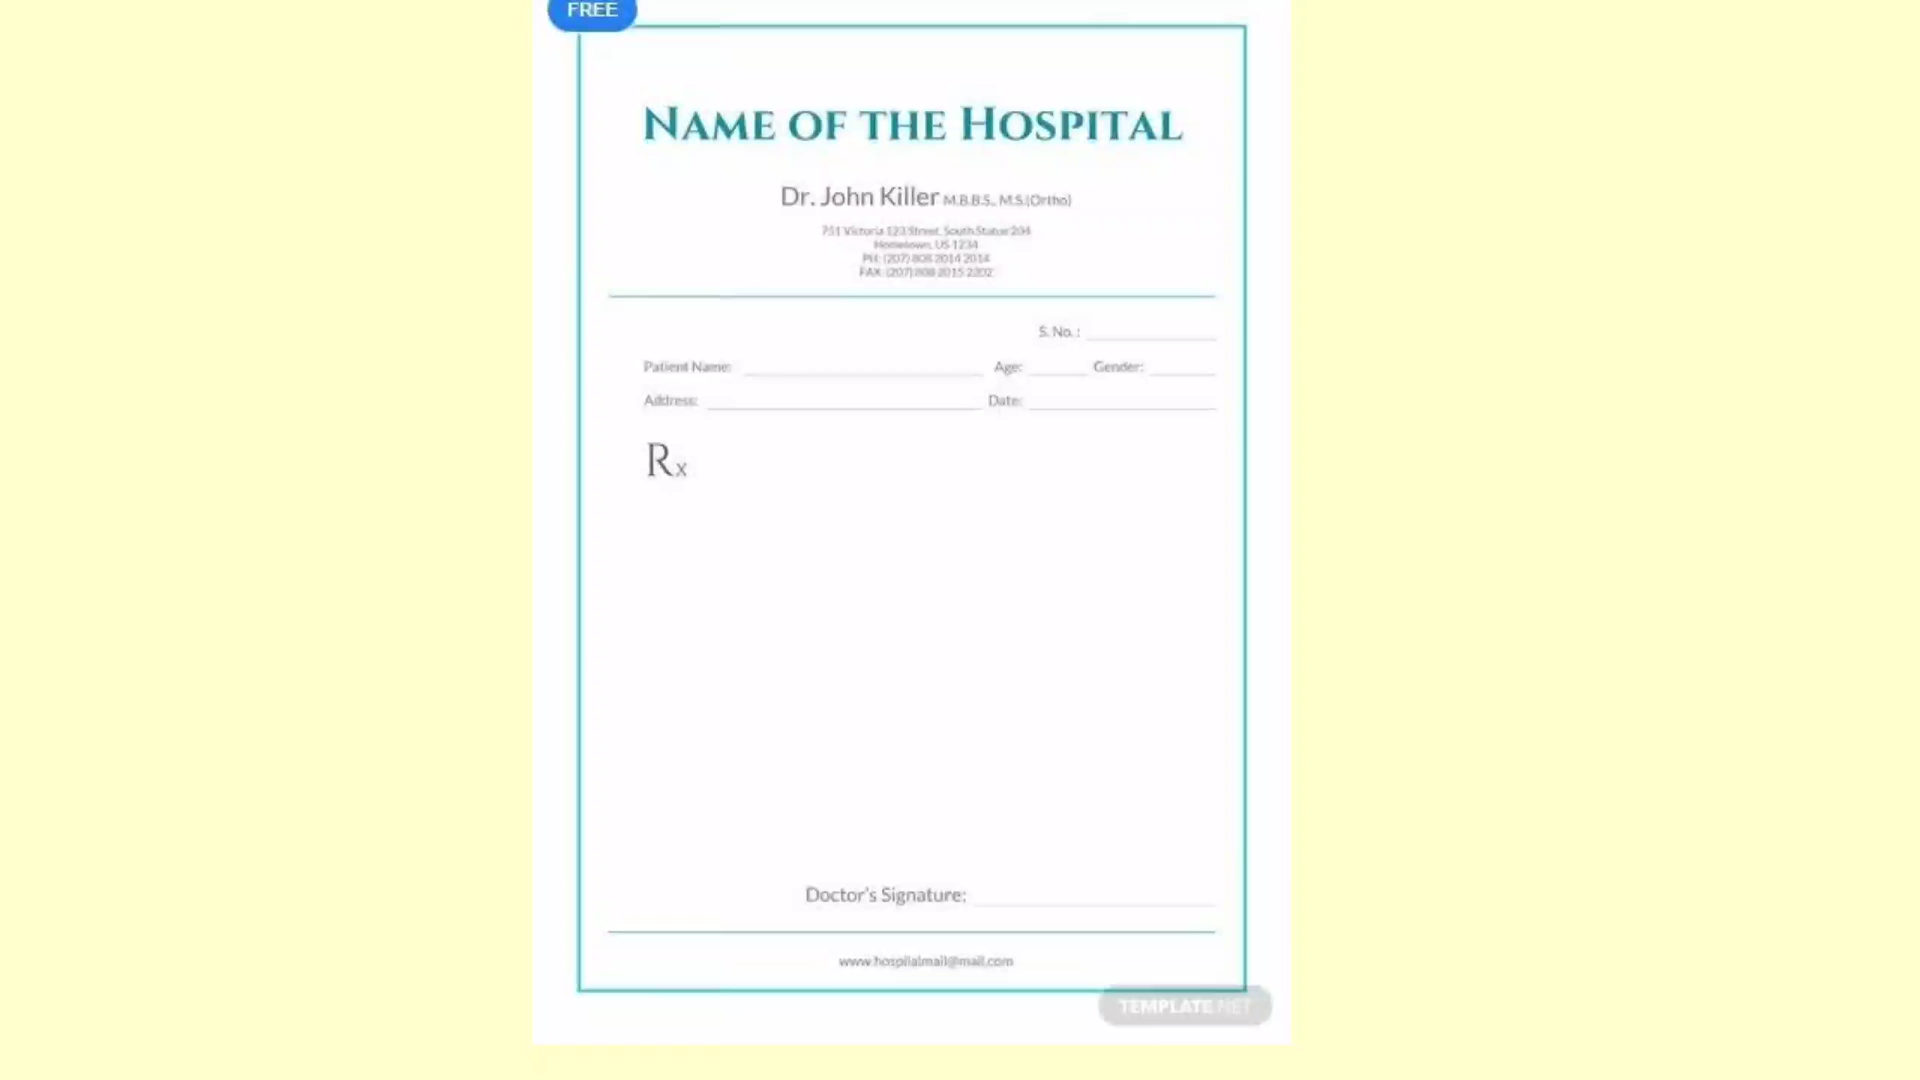 FREE
NAME OF THE HOSPITAL
Dr. John Killer M.B.B.S., M.S.(Ortho)
751 Victoria 123 Street, South Statue 204
Hometown, US 1234
PH: (207) 808 2014 2014
FAX: (207) 808 2015 2202
S. No. :
Patient Name: Age: Gender:
Address: Date:
Rx
Doctor's Signature:
www.hospitalmail@mail.com
TEMPLATE.NET